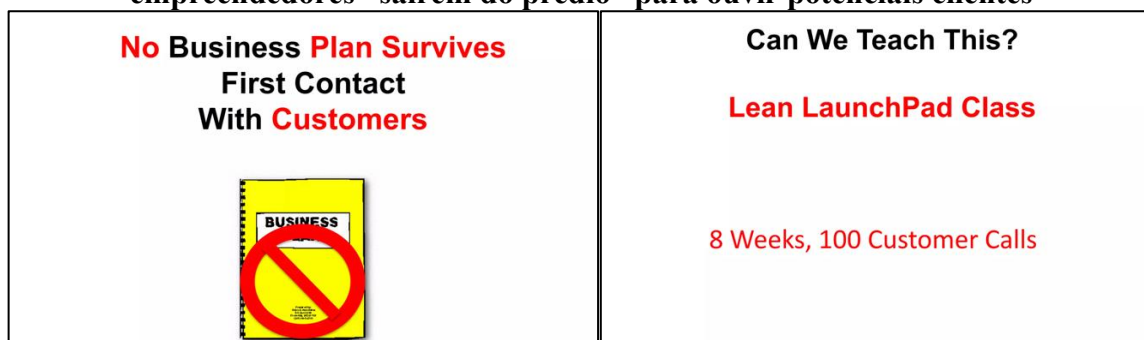 empreendedores "saírem do prédio" para ouvir potenciais clientes
No Business Plan Survives
First Contact
With Customers
BUSINESS
Can We Teach This?
Lean LaunchPad Class
8 Weeks, 100 Customer Calls